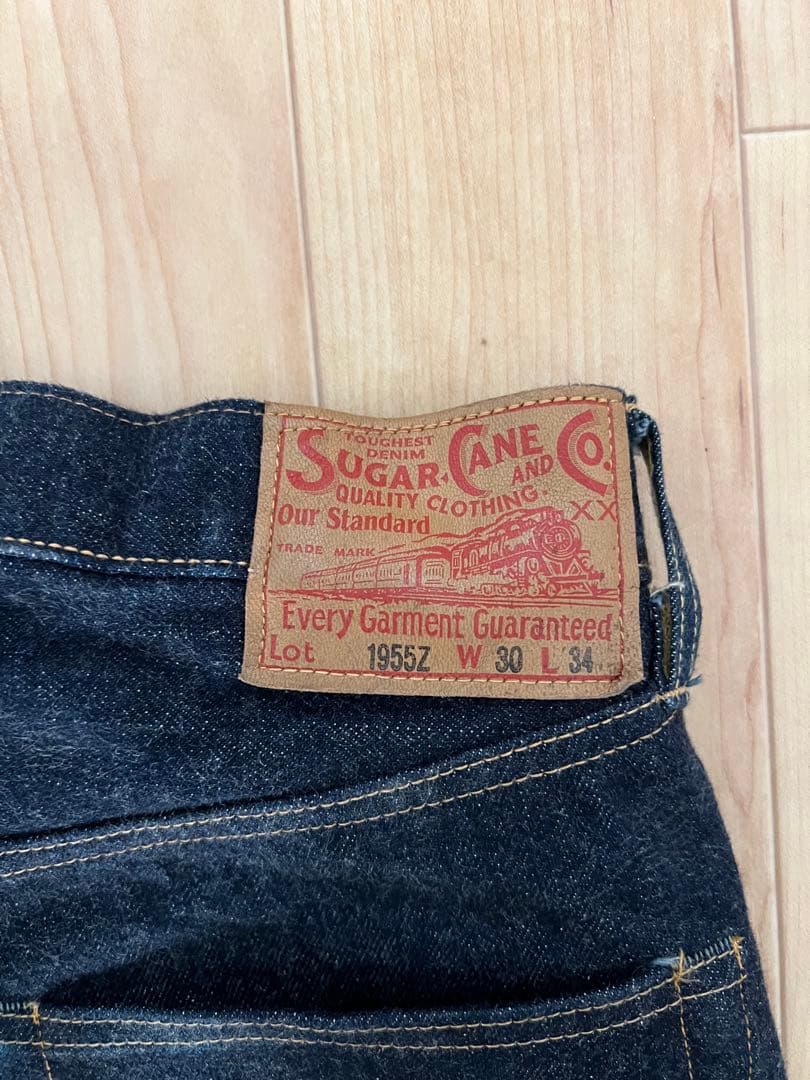 TOUGHEST
DENIM
SUGAR CANE AND CO.
QUALITY CLOTHING.
Our Standard XX
TRADE MARK
Every Garment Guaranteed
Lot 1955Z W 30 L 34